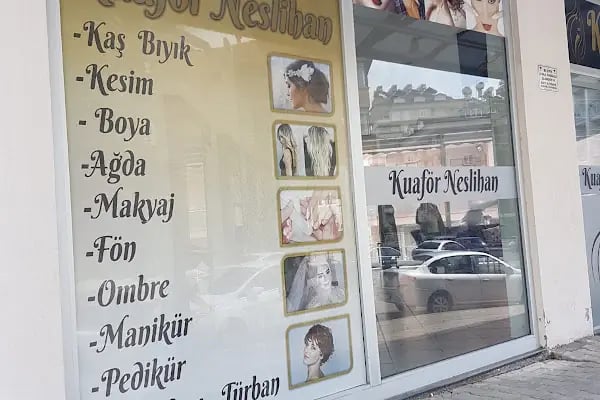 Kuaför Neslihan
-Kaş Bıyık
-Kesim
- Boya
-Ağda
-Makyaj
-Fön
-Ombre
-Manikür
-Pedikür
Türban
Kuaför Neslihan